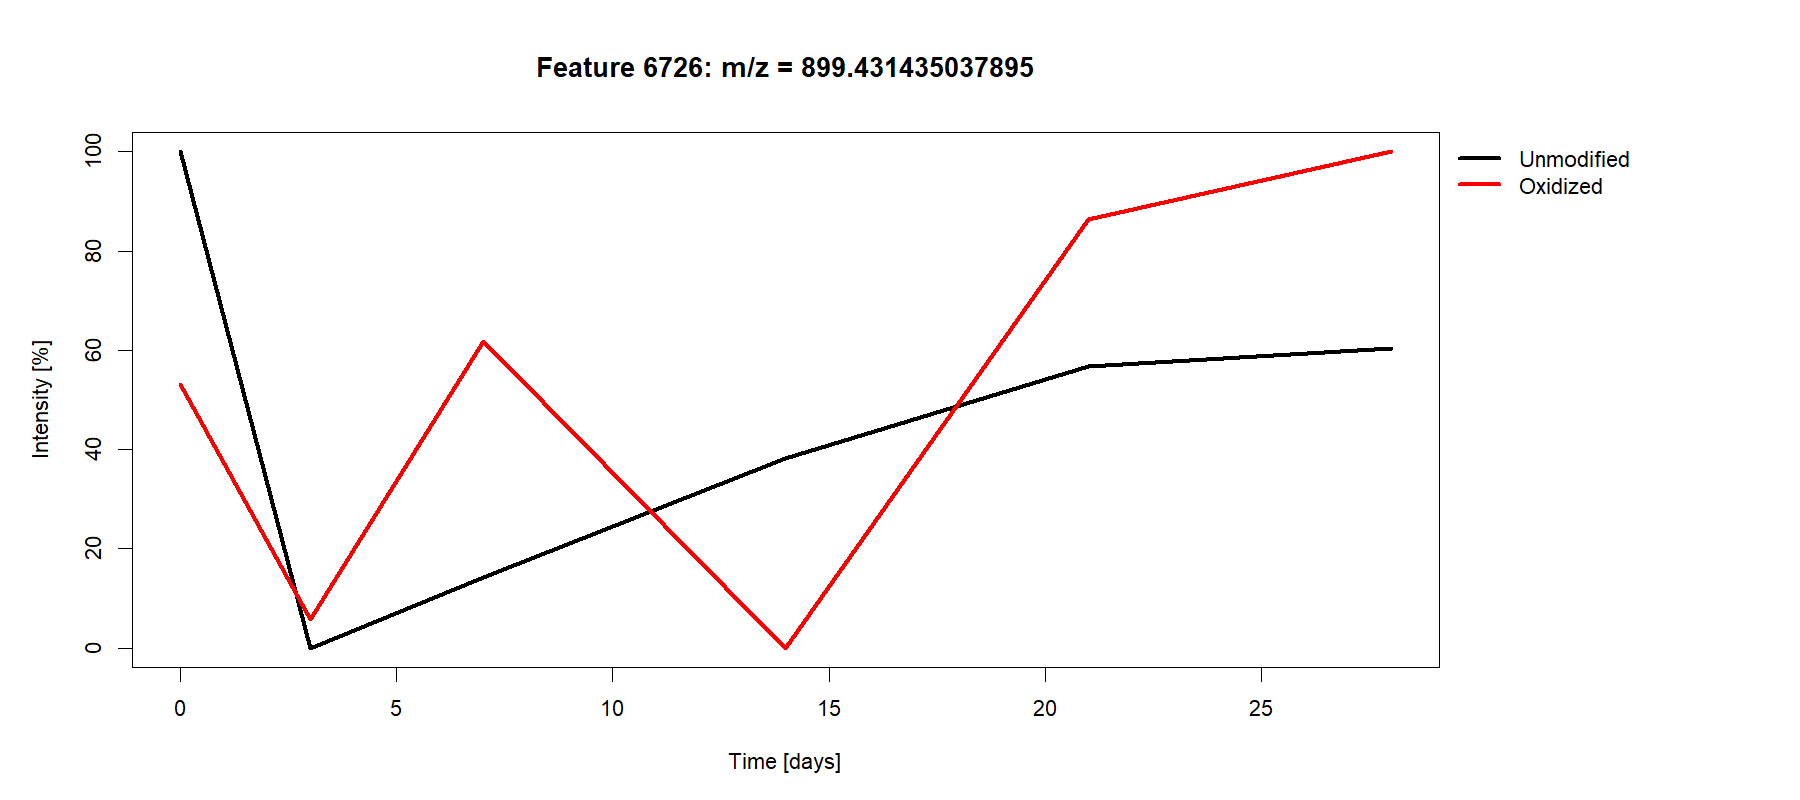 Feature 6726: m/z = 899.431435037895
Unmodified
Oxidized
Intensity [%]
100
80
60
40
20
0
0 5 10 15 20 25
Time [days]